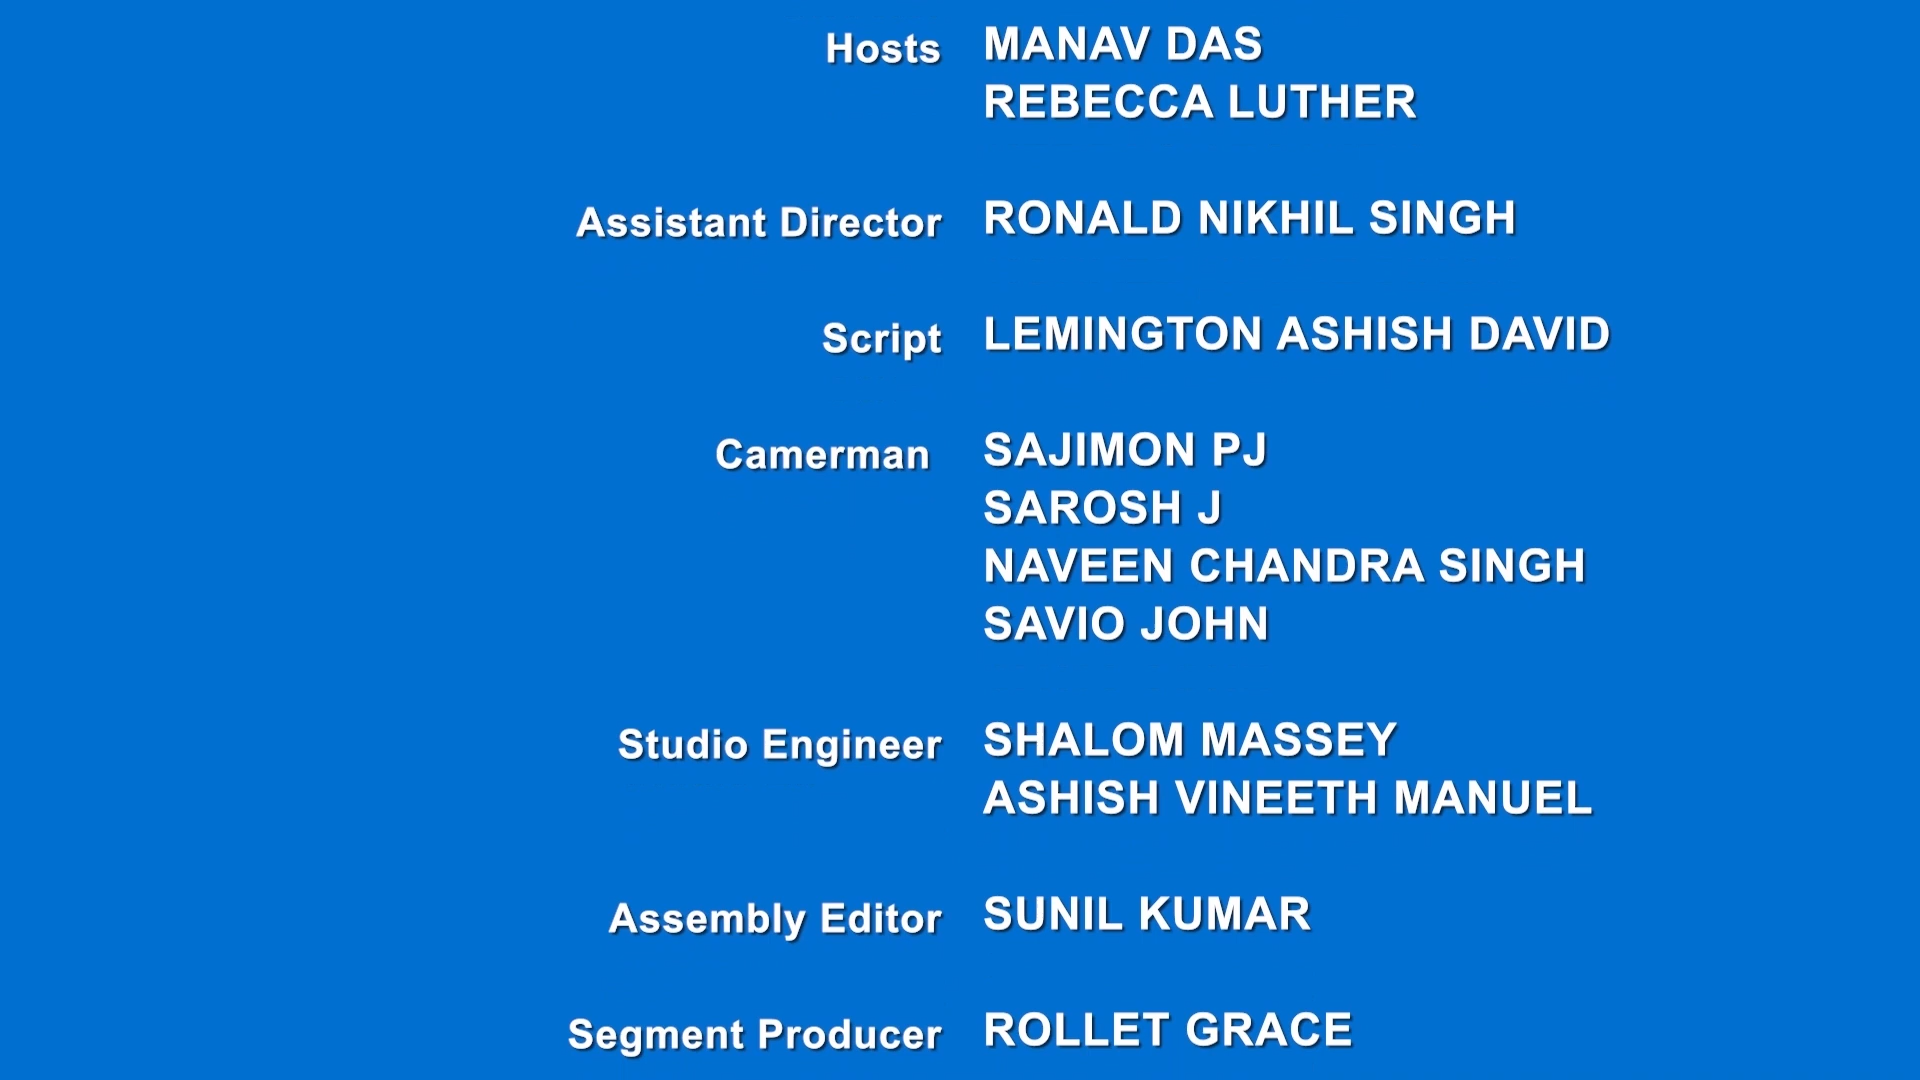 Hosts MANAV DAS
REBECCA LUTHER
Assistant Director RONALD NIKHIL SINGH
Script LEMINGTON ASHISH DAVID
Camerman SAJIMON PJ
SAROSH J
NAVEEN CHANDRA SINGH
SAVIO JOHN
Studio Engineer SHALOM MASSEY
ASHISH VINEETH MANUEL
Assembly Editor SUNIL KUMAR
Segment Producer ROLLET GRACE